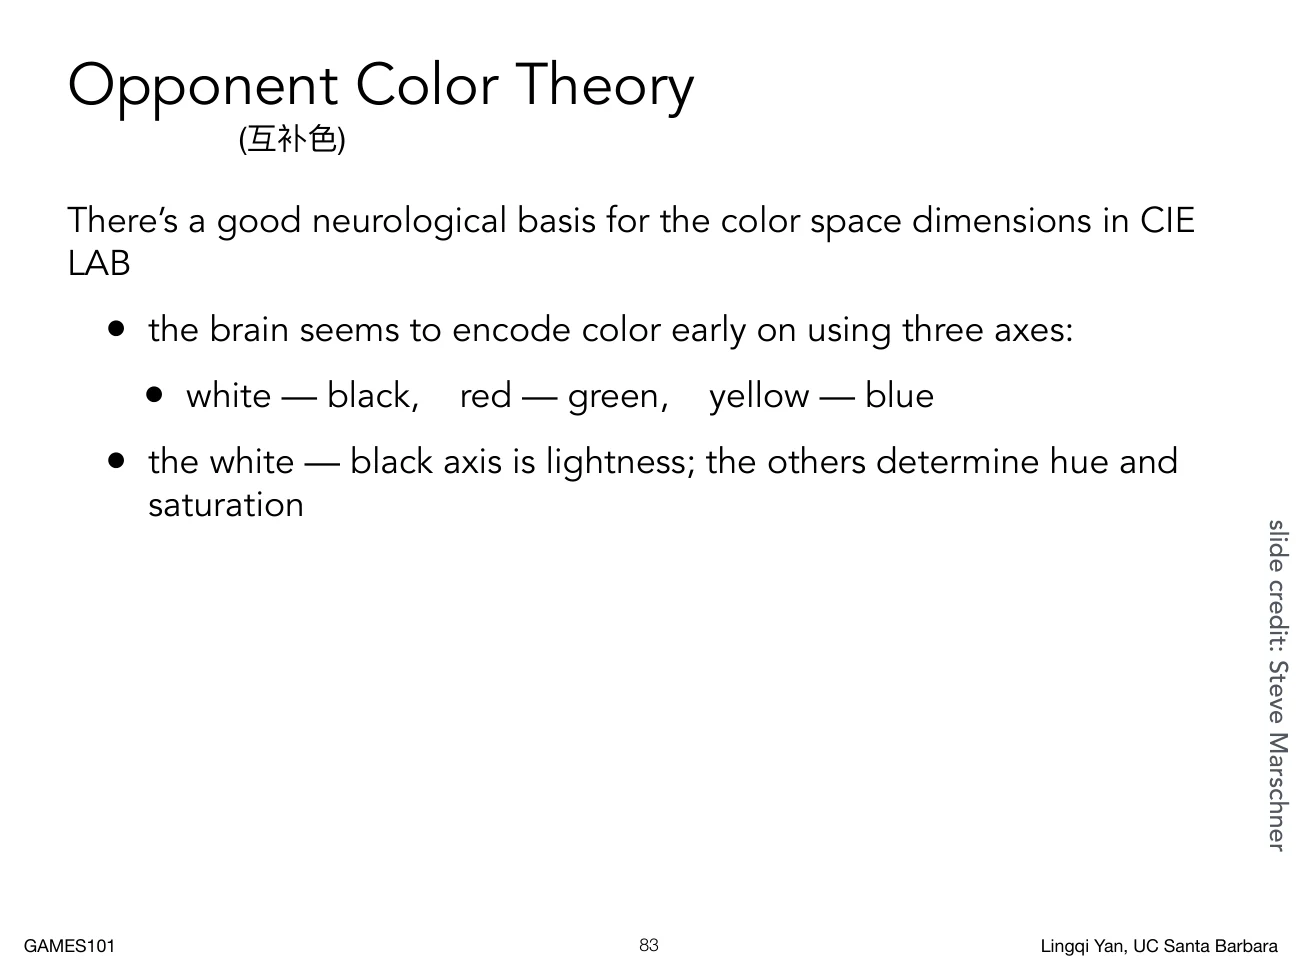 Opponent Color Theory
(互补色)
There’s a good neurological basis for the color space dimensions in CIE
LAB
• the brain seems to encode color early on using three axes:
• white — black, red — green, yellow — blue
• the white — black axis is lightness; the others determine hue and
saturation
slide credit: Steve Marschner
GAMES101
83
Lingqi Yan, UC Santa Barbara